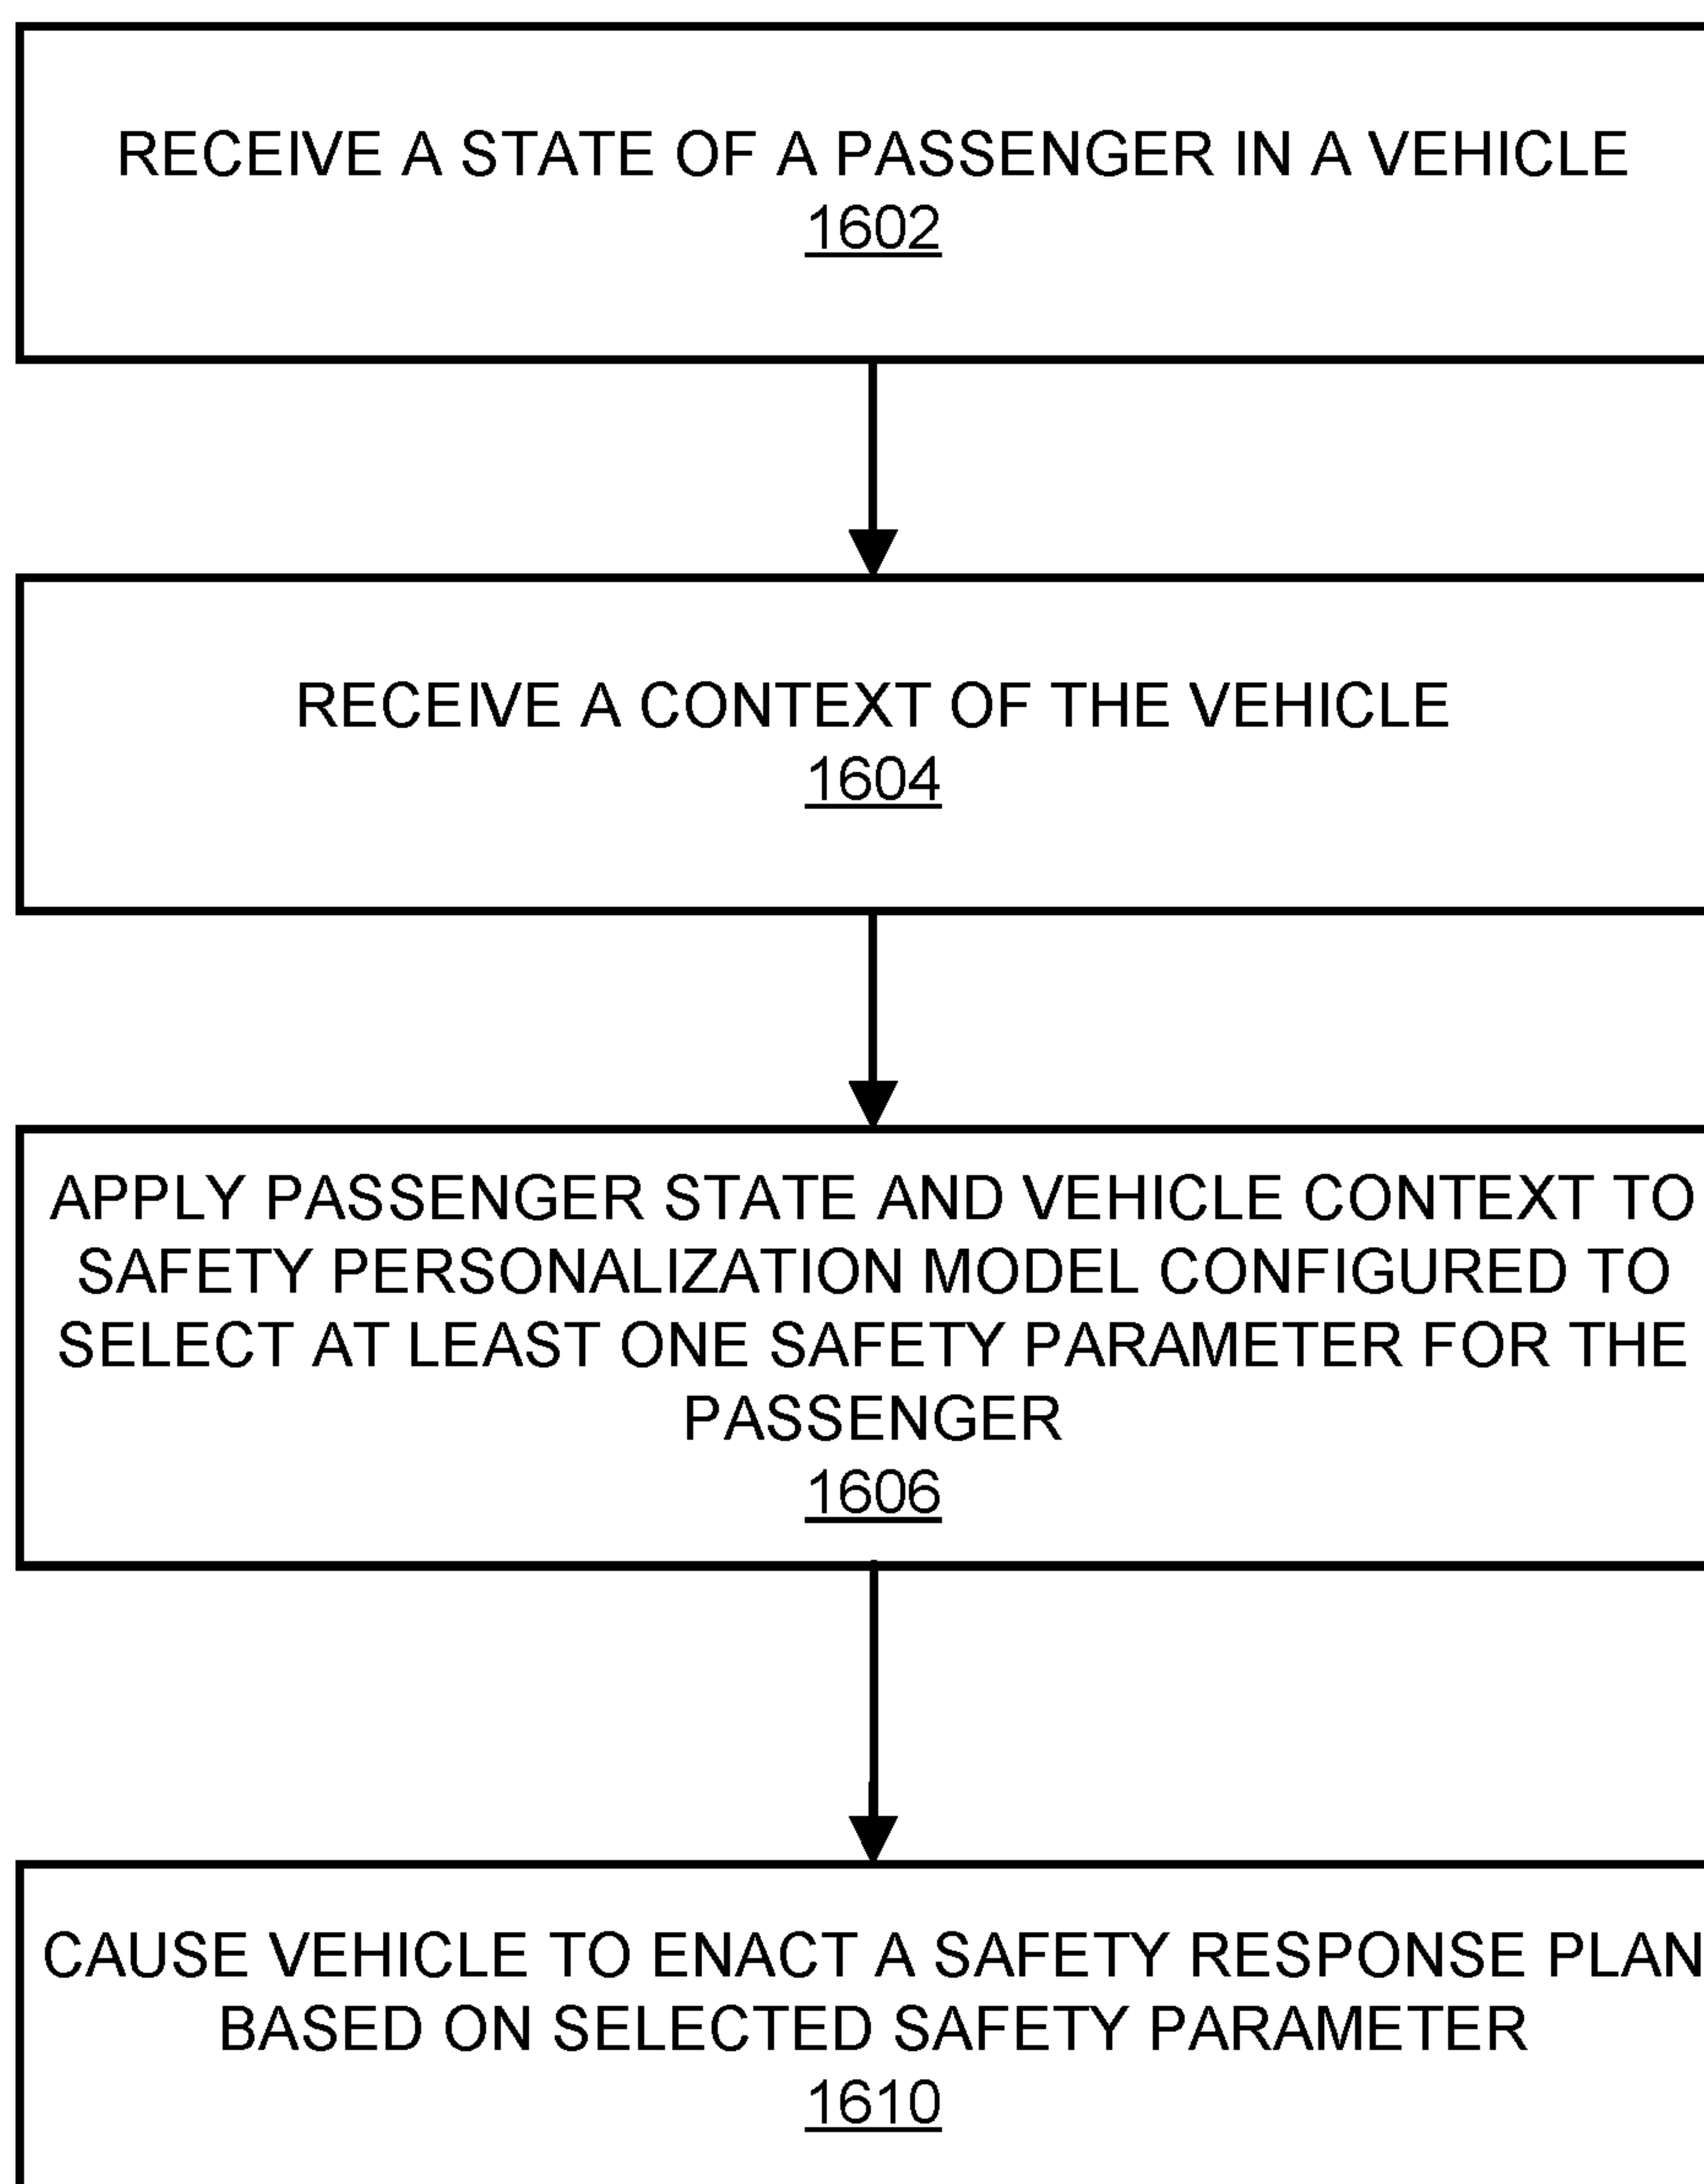 RECEIVE A STATE OF A PASSENGER IN A VEHICLE
1602
RECEIVE A CONTEXT OF THE VEHICLE
1604
APPLY PASSENGER STATE AND VEHICLE CONTEXT TO
SAFETY PERSONALIZATION MODEL CONFIGURED TO
SELECT AT LEAST ONE SAFETY PARAMETER FOR THE
PASSENGER
1606
CAUSE VEHICLE TO ENACT A SAFETY RESPONSE PLAN
BASED ON SELECTED SAFETY PARAMETER
1610